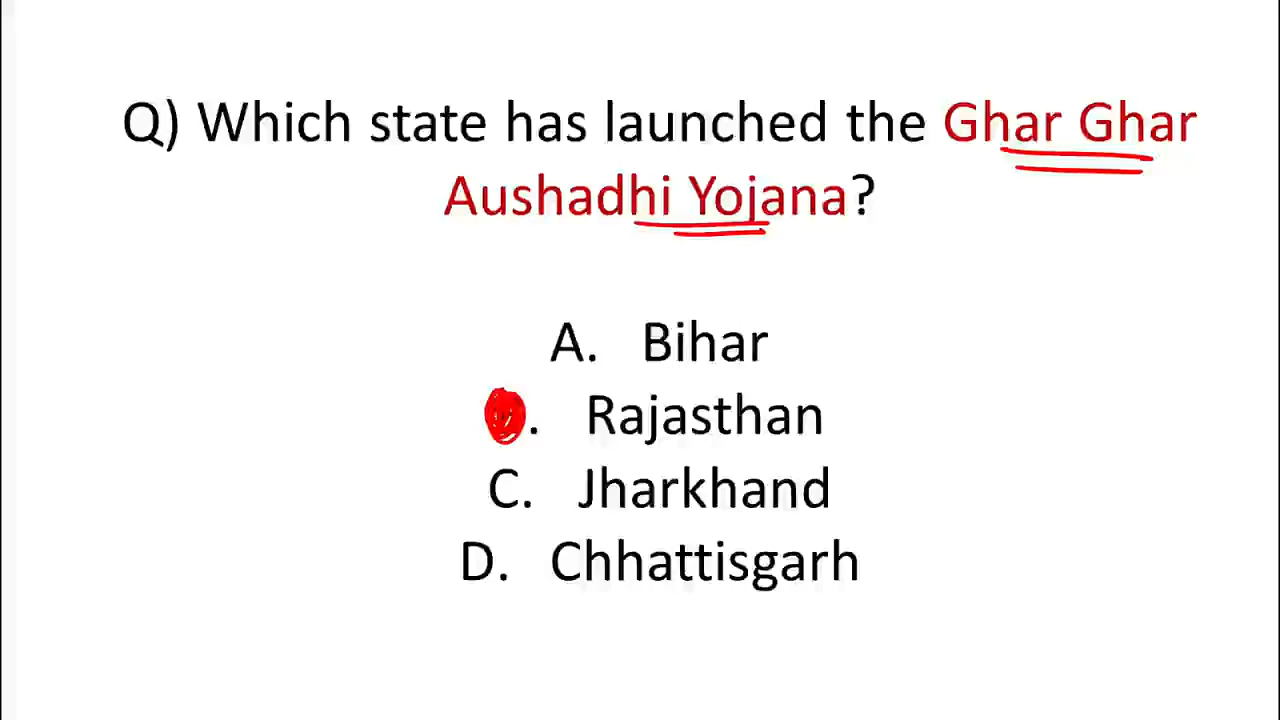 Q) Which state has launched the Ghar Ghar
Aushadhi Yojana?
A. Bihar
. Rajasthan
C. Jharkhand
D. Chhattisgarh